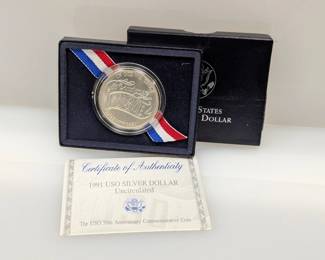 STATES
DOLLAR
Certificate of Authenticity
1991 USO SILVER DOLLAR
Uncirculated
The USO 50th Anniversary Commemorative Coin